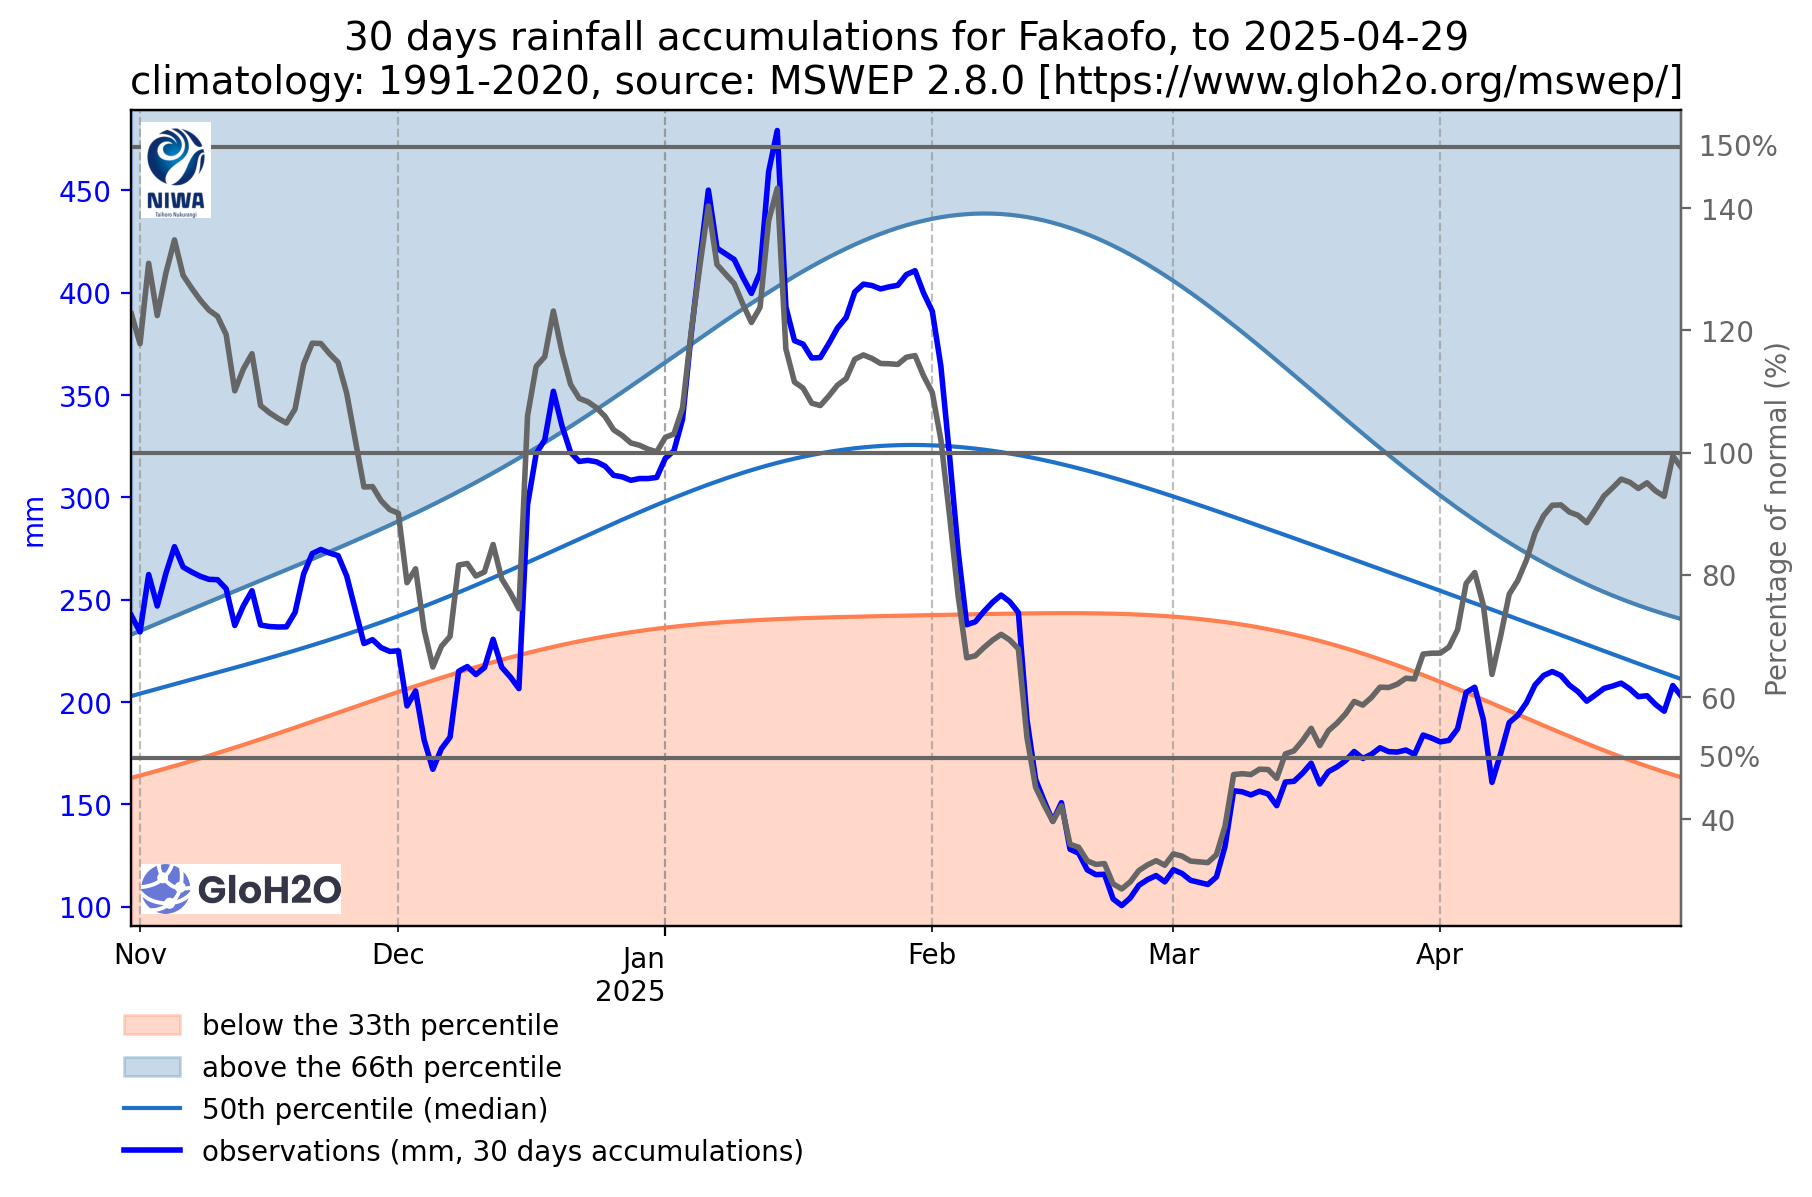 30 days rainfall accumulations for Fakaofo, to 2025-04-29
climatology: 1991-2020, source: MSWEP 2.8.0 [https://www.gloh2o.org/mswep/]
NIWA
Taihoro Nukurangi
450
400
350
300
250
200
150
100
mm
150%
140
120
100
80
60
50%
40
Percentage of normal (%)
GloH2O
Nov
Dec
Jan
2025
Feb
Mar
Apr
below the 33th percentile
above the 66th percentile
50th percentile (median)
observations (mm, 30 days accumulations)